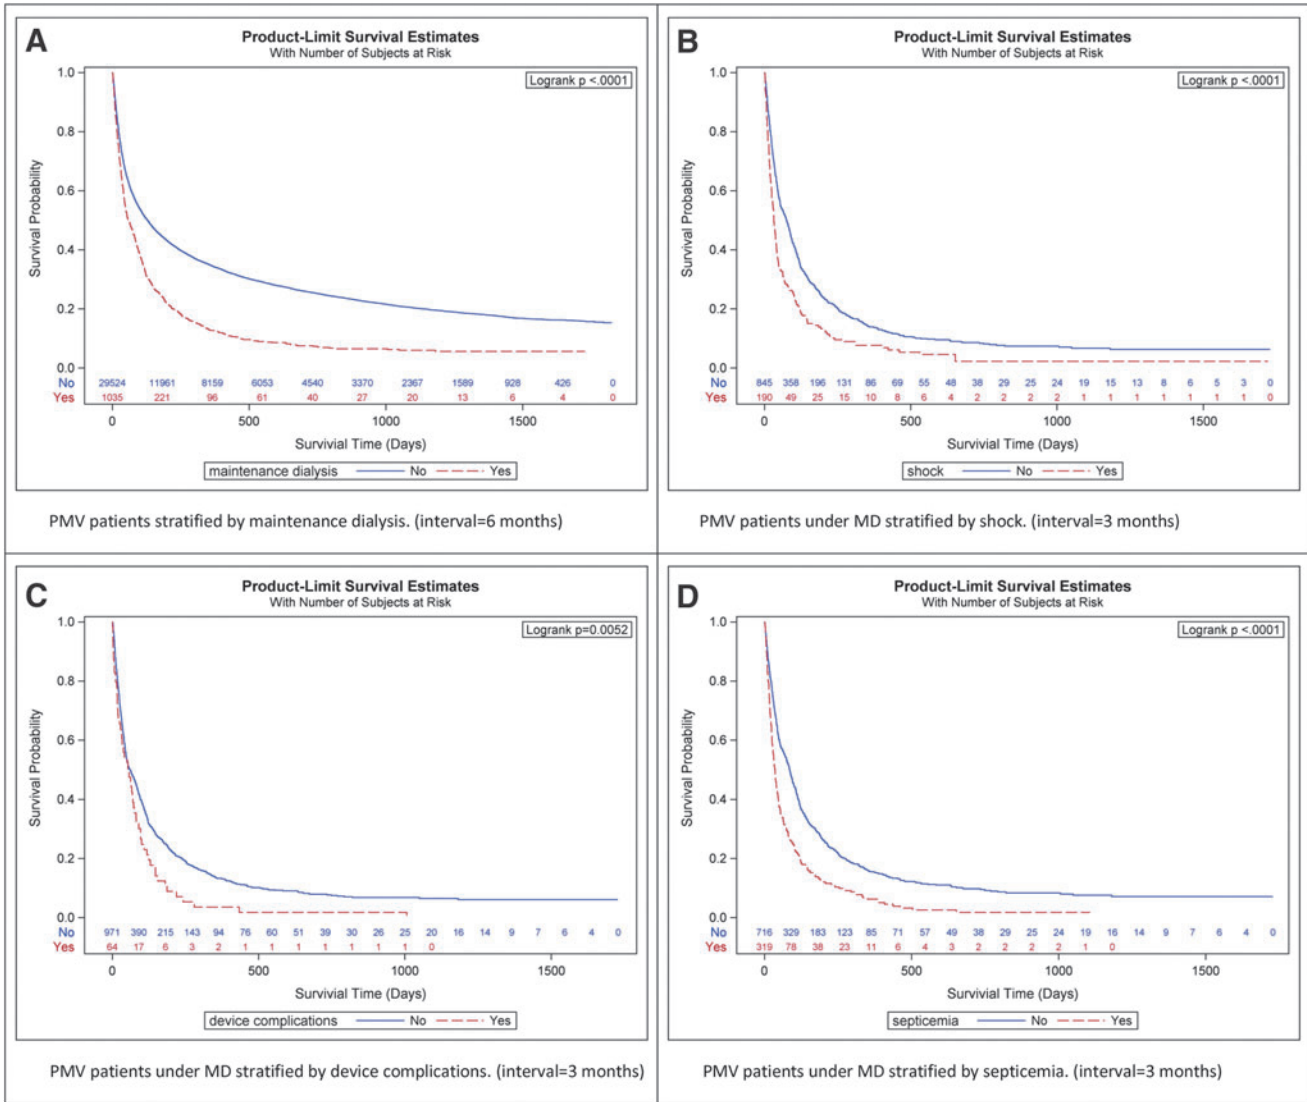 A
Product-Limit Survival Estimates
With Number of Subjects at Risk
Logrank p <.0001
Survival Probability
1.0
0.8
0.6
0.4
0.2
0.0
No 29524 11961 8159 6053 4540 3370 2367 1589 928 426 0
Yes 1035 221 96 61 40 27 20 13 6 4 0
0 500 1000 1500
Survivial Time (Days)
maintenance dialysis No Yes
PMV patients stratified by maintenance dialysis. (interval=6 months)
B
Product-Limit Survival Estimates
With Number of Subjects at Risk
Logrank p <.0001
Survival Probability
1.0
0.8
0.6
0.4
0.2
0.0
No 845 358 196 131 86 69 55 48 38 29 25 24 19 15 13 8 6 5 3 0
Yes 190 49 25 15 10 8 6 4 2 2 2 2 1 1 1 1 1 1 1 0
0 500 1000 1500
Survivial Time (Days)
shock No Yes
PMV patients under MD stratified by shock. (interval=3 months)
C
Product-Limit Survival Estimates
With Number of Subjects at Risk
Logrank p=0.0052
Survival Probability
1.0
0.8
0.6
0.4
0.2
0.0
No 971 390 215 143 94 76 60 51 39 30 26 25 20 16 14 9 7 6 4 0
Yes 64 17 6 3 2 1 1 1 1 1 1 1 0
0 500 1000 1500
Survivial Time (Days)
device complications No Yes
PMV patients under MD stratified by device complications. (interval=3 months)
D
Product-Limit Survival Estimates
With Number of Subjects at Risk
Logrank p <.0001
Survival Probability
1.0
0.8
0.6
0.4
0.2
0.0
No 716 329 183 123 85 71 57 49 38 29 25 24 19 16 14 9 7 6 4 0
Yes 319 78 38 23 11 6 4 3 2 2 2 2 1 0
0 500 1000 1500
Survivial Time (Days)
septicemia No Yes
PMV patients under MD stratified by septicemia. (interval=3 months)